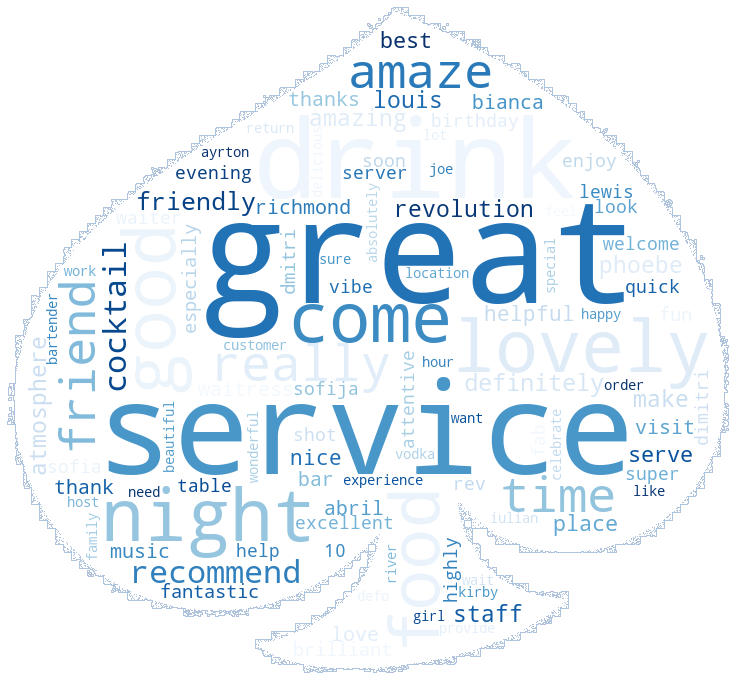 best
amaze
thanks
louis
bianca
amazing
birthday
return
drink
delicious
lot
ayrton
soon
joe
enjoy
evening
server
absolutely
lewis
friendly
richmond
revolution
look
waiter
great
feel
good
especially
dmitri
sure
location
special
welcome
work
phoebe
friend
cocktail
vibe
quick
bartender
come
helpful
happy
fun
customer
lovely
really
hour
atmosphere
waitress
sofija
attentive
definitely
order
make
dimitri
service
want
beautiful
wonderful
shot
fab
celebrate
visit
sofia
nice
vodka
serve
thank
need
table
bar
experience
rev
time
super
like
host
night
abril
excellent
food
iulian
place
family
music
help
10
river
highly
recommend
wait
fantastic
defo
kirby
girl
staff
love
provide
brilliant